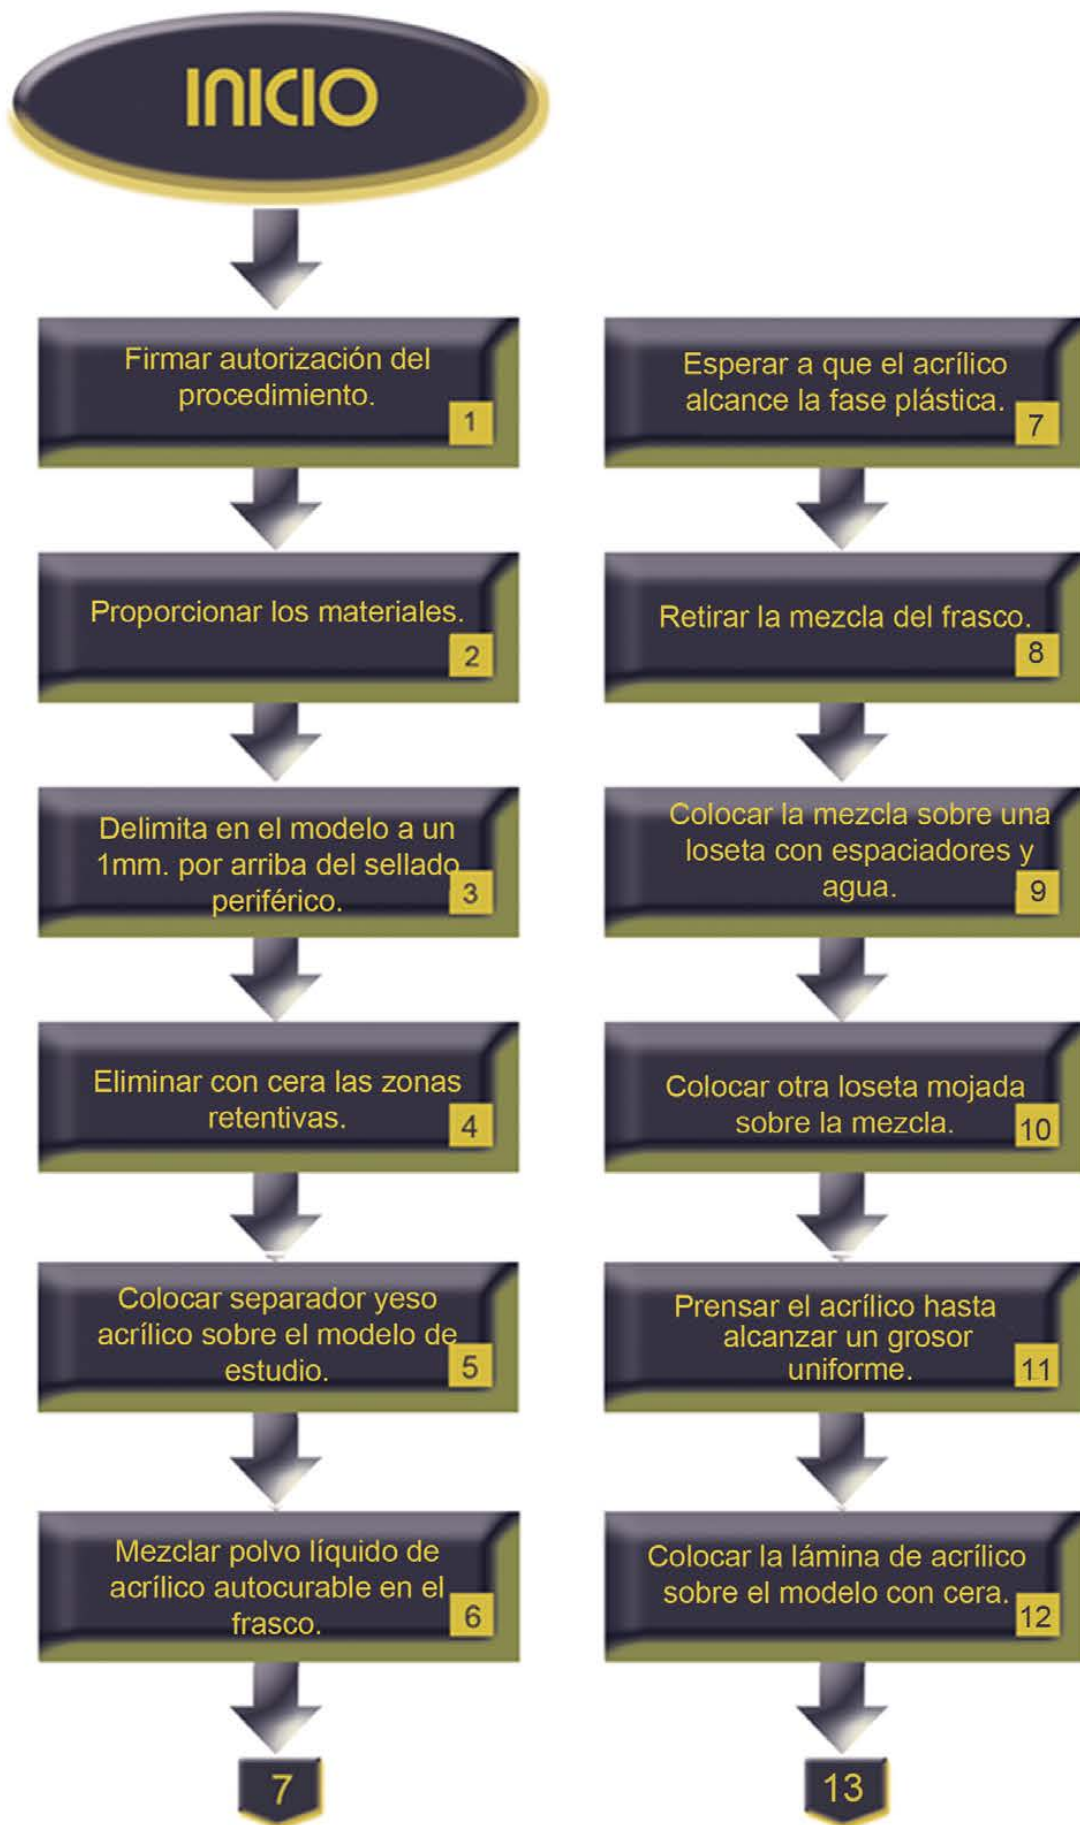 INICIO
Firmar autorización del
procedimiento.
1
Proporcionar los materiales.
2
Delimita en el modelo a un
1mm. por arriba del sellado
periférico.
3
Eliminar con cera las zonas
retentivas.
4
Colocar separador yeso
acrílico sobre el modelo de
estudio.
5
Mezclar polvo líquido de
acrílico autocurable en el
frasco.
6
7
Esperar a que el acrílico
alcance la fase plástica.
7
Retirar la mezcla del frasco.
8
Colocar la mezcla sobre una
loseta con espaciadores y
agua.
9
Colocar otra loseta mojada
sobre la mezcla.
10
Prensar el acrílico hasta
alcanzar un grosor
uniforme.
11
Colocar la lámina de acrílico
sobre el modelo con cera.
12
13